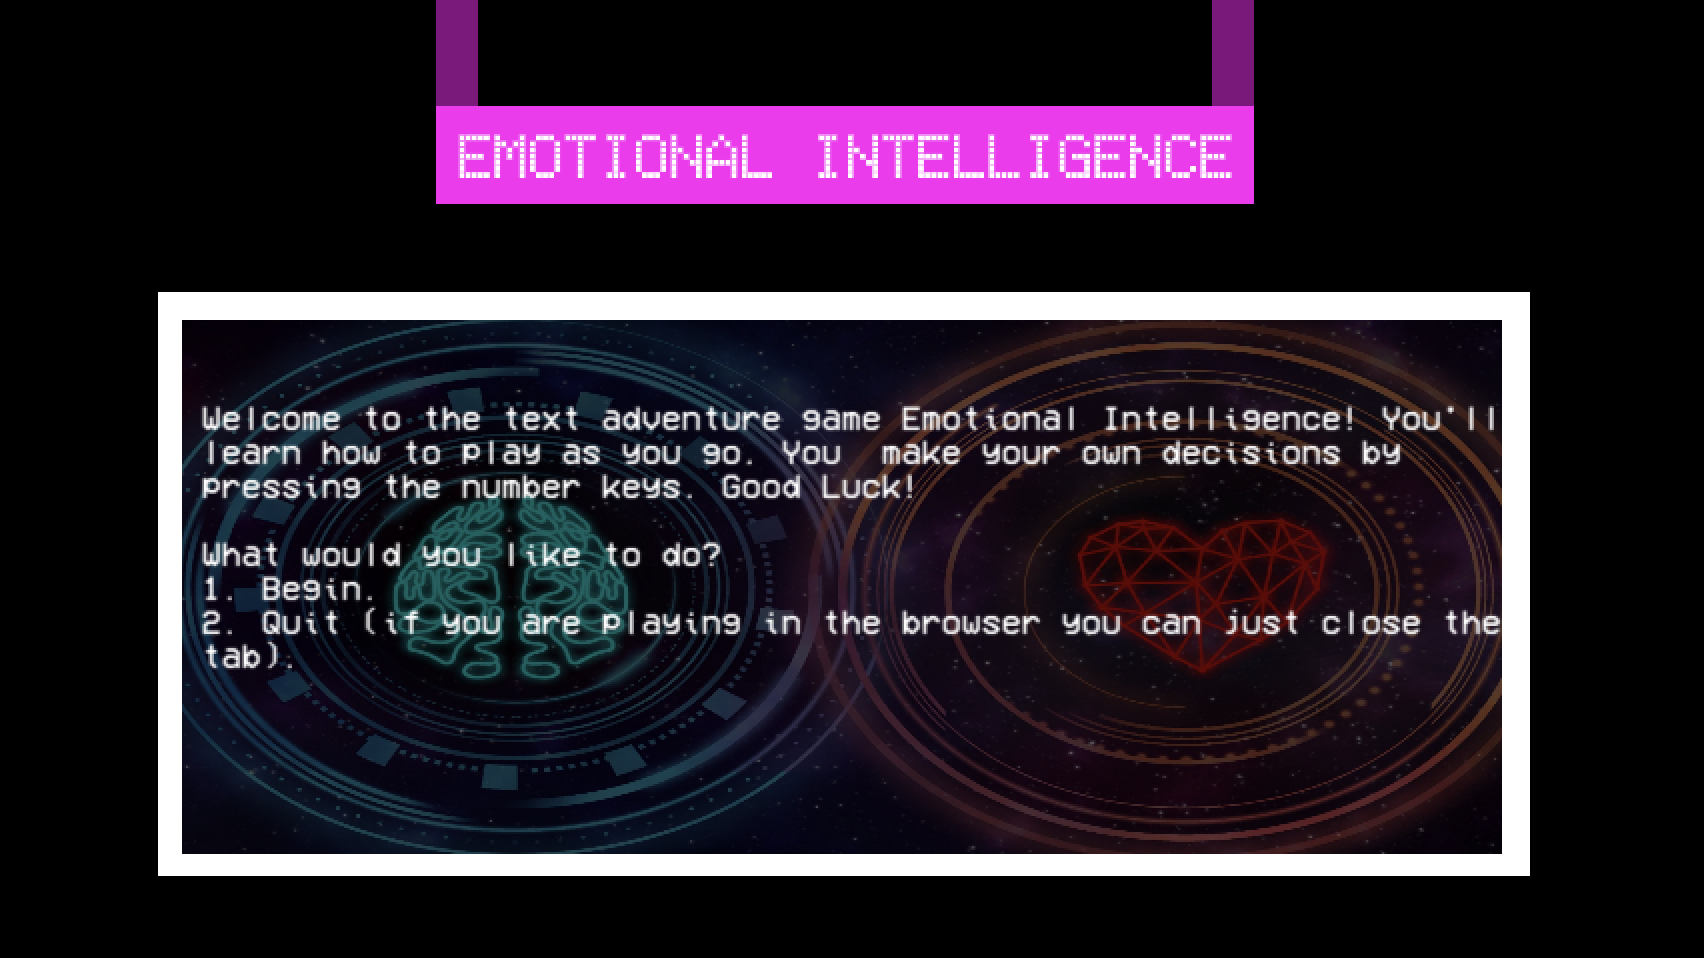 EMOTIONAL INTELLIGENCE
Welcome to the text adventure game Emotional Intelligence! You'll
learn how to play as you go. You  make your own decisions by
pressing the number keys. Good Luck!
What would you like to do?
1. Begin.
2. Quit (if you are playing in the browser you can just close the
tab).